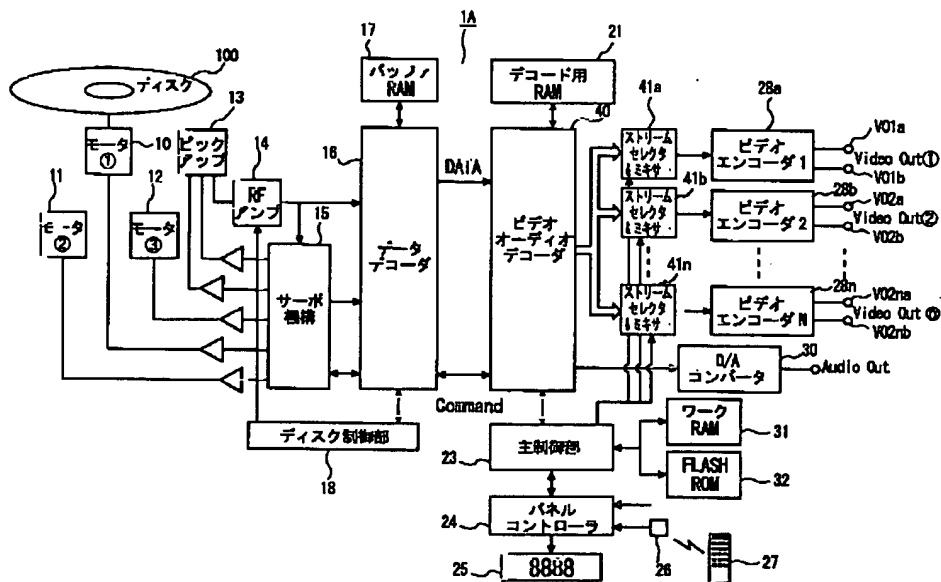 1A
100
ディスク
17
バッファ
RAM
21
デコード用
RAM
40
13
ピック
アップ
モータ
①
10
14
RF
アンプ
11
モータ
②
12
モータ
③
15
サーボ
機構
16
データ
デコーダ
DATA
ビデオ
オーディオ
デコーダ
41a
ストリーム
セレクタ
&ミキサ
28a
ビデオ
エンコーダ 1
VO1a
Video Out①
VO1b
41b
ストリーム
セレクタ
&ミキサ
28b
ビデオ
エンコーダ 2
VO2a
Video Out②
VO2b
41n
ストリーム
セレクタ
&ミキサ
28n
ビデオ
エンコーダ N
VO2na
Video Out
VO2nb
D/A
コンバータ
30
Audio Out
Command
ディスク制御部
18
主制御部
23
ワーク
RAM
31
FLASH
ROM
32
パネル
コントローラ
24
8888
25
26
27